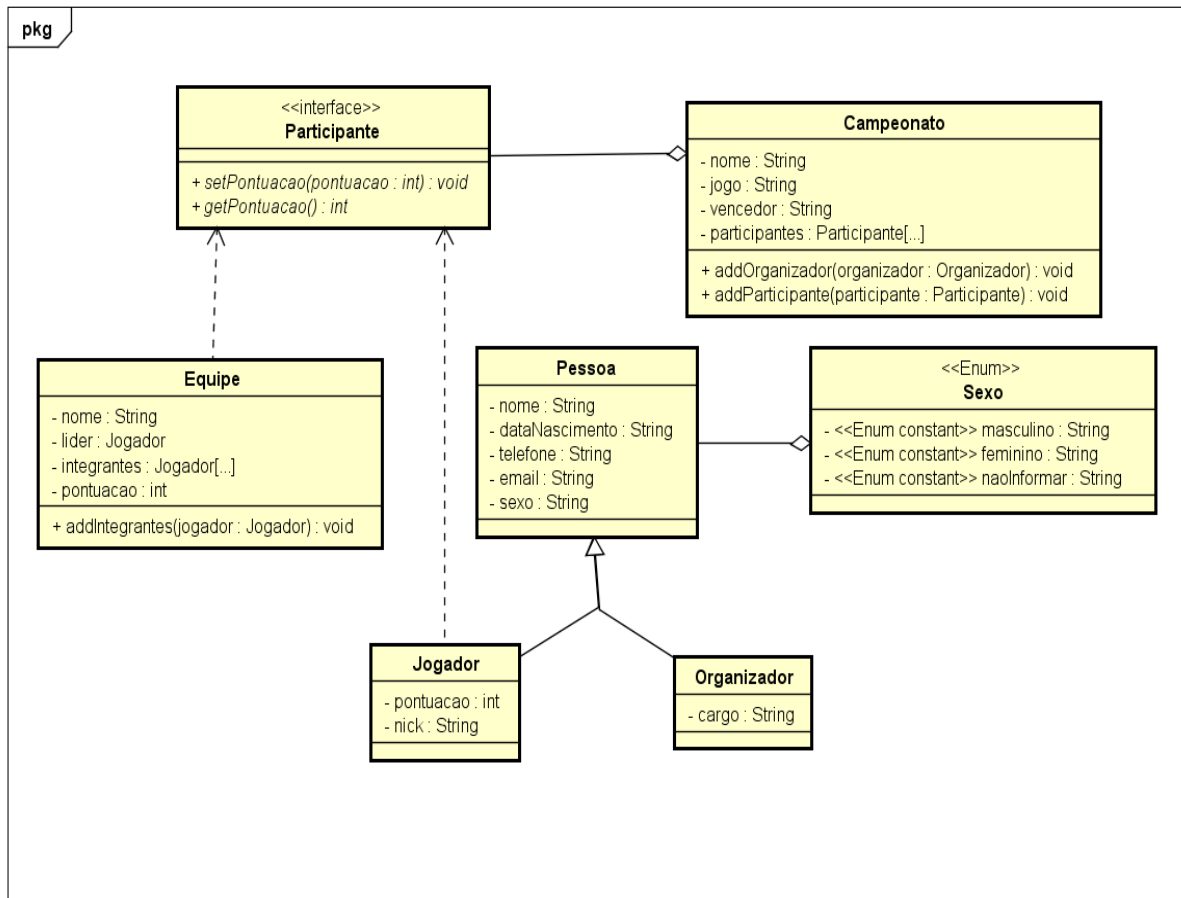 pkg
<<interface>>
Participante
+ setPontuacao(pontuacao : int) : void
+ getPontuacao() : int
Campeonato
- nome : String
- jogo : String
- vencedor : String
- participantes : Participante[...]
+ addOrganizador(organizador : Organizador) : void
+ addParticipante(participante : Participante) : void
Equipe
- nome : String
- lider : Jogador
- integrantes : Jogador[...]
- pontuacao : int
+ addIntegrantes(jogador : Jogador) : void
Pessoa
- nome : String
- dataNascimento : String
- telefone : String
- email : String
- sexo : String
<<Enum>>
Sexo
- <<Enum constant>> masculino : String
- <<Enum constant>> feminino : String
- <<Enum constant>> naoInformar : String
Jogador
- pontuacao : int
- nick : String
Organizador
- cargo : String